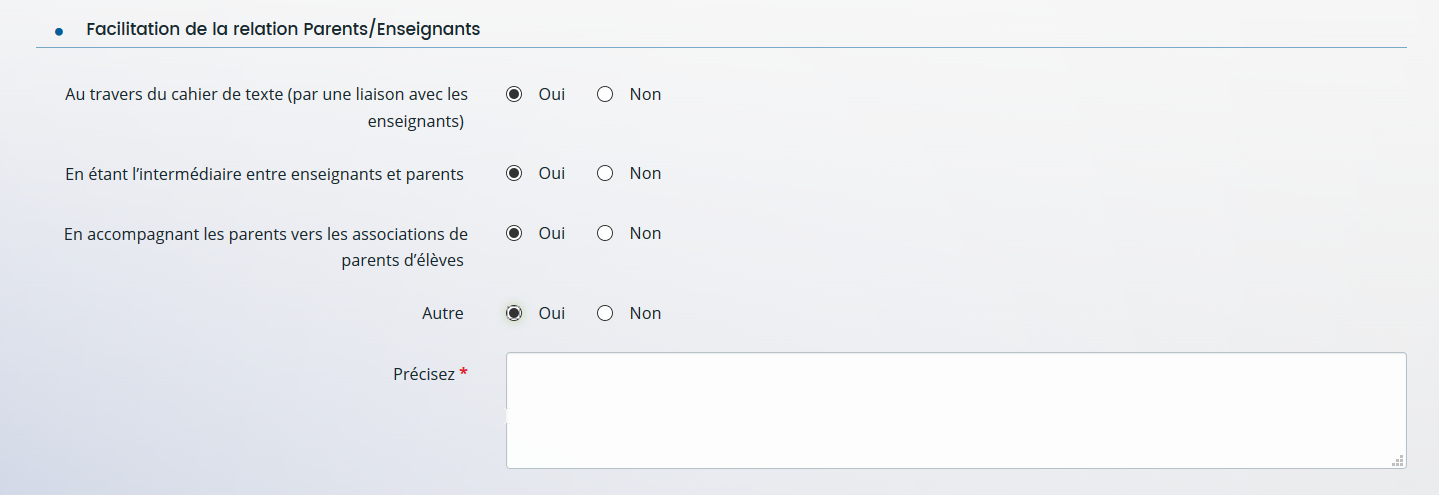 Facilitation de la relation Parents/Enseignants
Au travers du cahier de texte (par une liaison avec les
enseignants)
Oui
Non
En étant l’intermédiaire entre enseignants et parents
Oui
Non
En accompagnant les parents vers les associations de
parents d’élèves
Oui
Non
Autre
Oui
Non
Précisez *